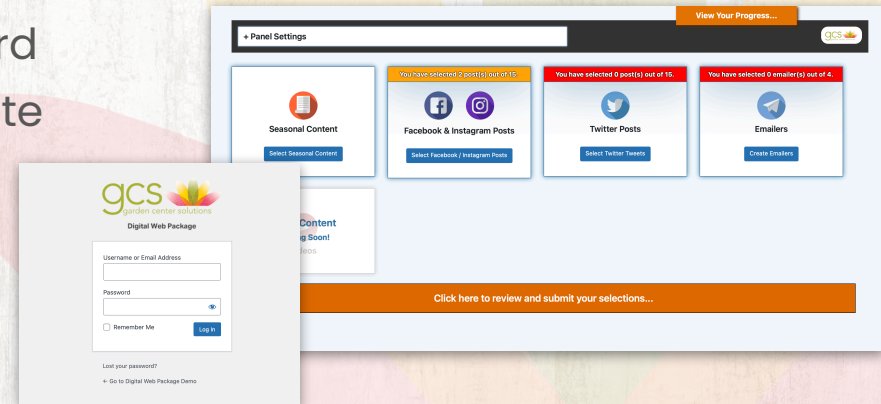 rd
te
View Your Progress...
+ Panel Settings
gcs
You have selected 2 post(s) out of 15.
You have selected 0 post(s) out of 15.
You have selected 0 emailer(s) out of 4.
Seasonal Content
Facebook & Instagram Posts
Twitter Posts
Emailers
Select Seasonal Content
Select Facebook / Instagram Posts
Select Twitter Tweets
Create Emailers
Content
g Soon!
deos
Click here to review and submit your selections...
gcs
garden center solutions
Digital Web Package
Username or Email Address
Password
Remember Me
Log In
Lost your password?
← Go to Digital Web Package Demo